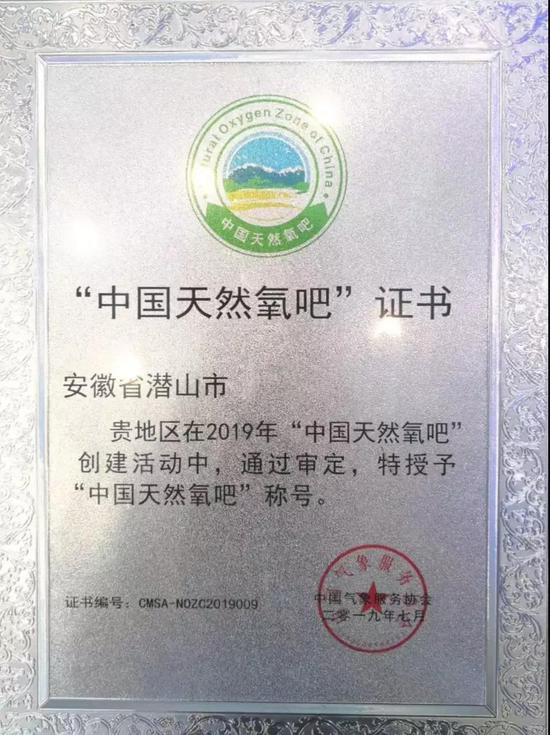 Natural Oxygen Zone of China
中国天然氧吧
“中国天然氧吧”证书
安徽省潜山市
贵地区在2019年“中国天然氧吧”
创建活动中，通过审定，特授予
“中国天然氧吧”称号。
证书编号：CMSA-NOZC2019009
中国气象服务协会
二零一九年七月